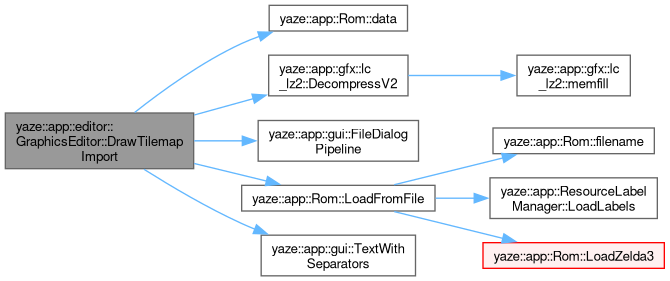 yaze::app::editor::
GraphicsEditor::DrawTilemap
Import
yaze::app::Rom::data
yaze::app::gfx::lc
_lz2::DecompressV2
yaze::app::gfx::lc
_lz2::memfill
yaze::app::gui::FileDialog
Pipeline
yaze::app::Rom::LoadFromFile
yaze::app::Rom::filename
yaze::app::ResourceLabel
Manager::LoadLabels
yaze::app::Rom::LoadZelda3
yaze::app::gui::TextWith
Separators